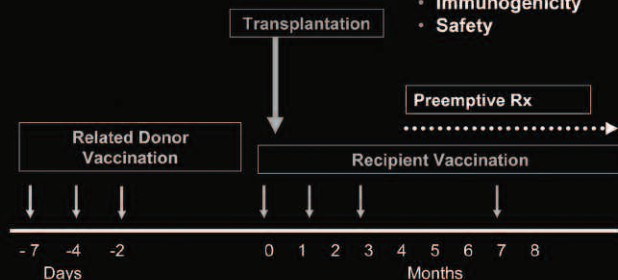 • Immunogenicity
• Safety
Transplantation
Preemptive Rx
Related Donor
Vaccination
Recipient Vaccination
- 7 -4 -2 0 1 2 3 4 5 6 7 8
Days Months